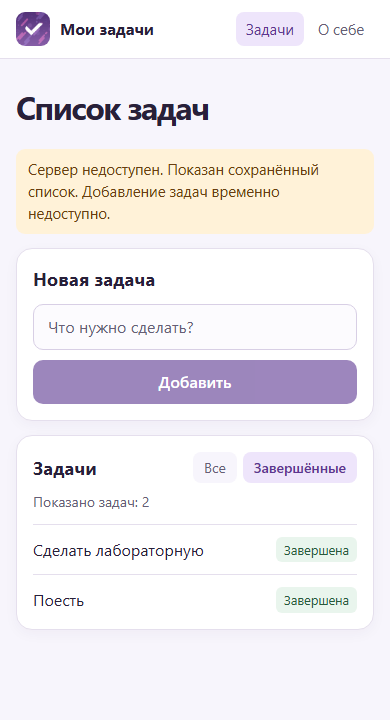 Мои задачи
Задачи
О себе
Список задач
Сервер недоступен. Показан сохранённый
список. Добавление задач временно
недоступно.
Новая задача
Что нужно сделать?
Добавить
Задачи
Все
Завершённые
Показано задач: 2
Сделать лабораторную
Завершена
Поесть
Завершена